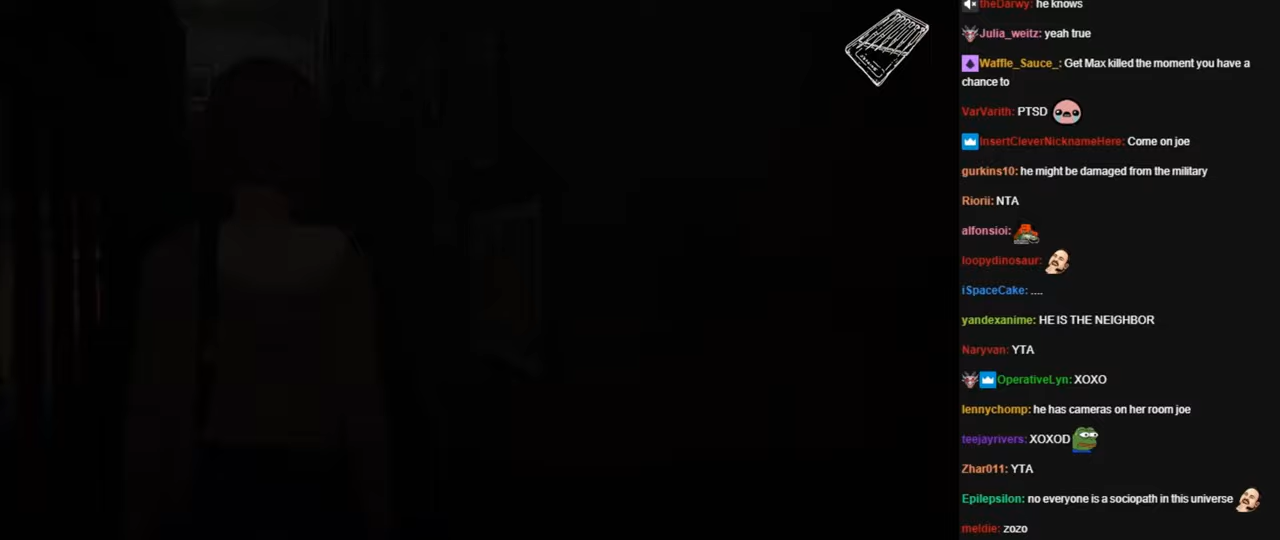 theDarwy: he knows
Julia_weitz: yeah true
Waffle_Sauce_: Get Max killed the moment you have a
chance to
VarVarith: PTSD
InsertCleverNicknameHere: Come on joe
gurkins10: he might be damaged from the military
Riorii: NTA
alfonsioi:
loopydinosaur:
iSpaceCake: ....
yandexanime: HE IS THE NEIGHBOR
Naryvan: YTA
OperativeLyn: XOXO
lennychomp: he has cameras on her room joe
teejayrivers: XOXOD
Zhar011: YTA
Epilepsilon: no everyone is a sociopath in this universe
meldie: zozo